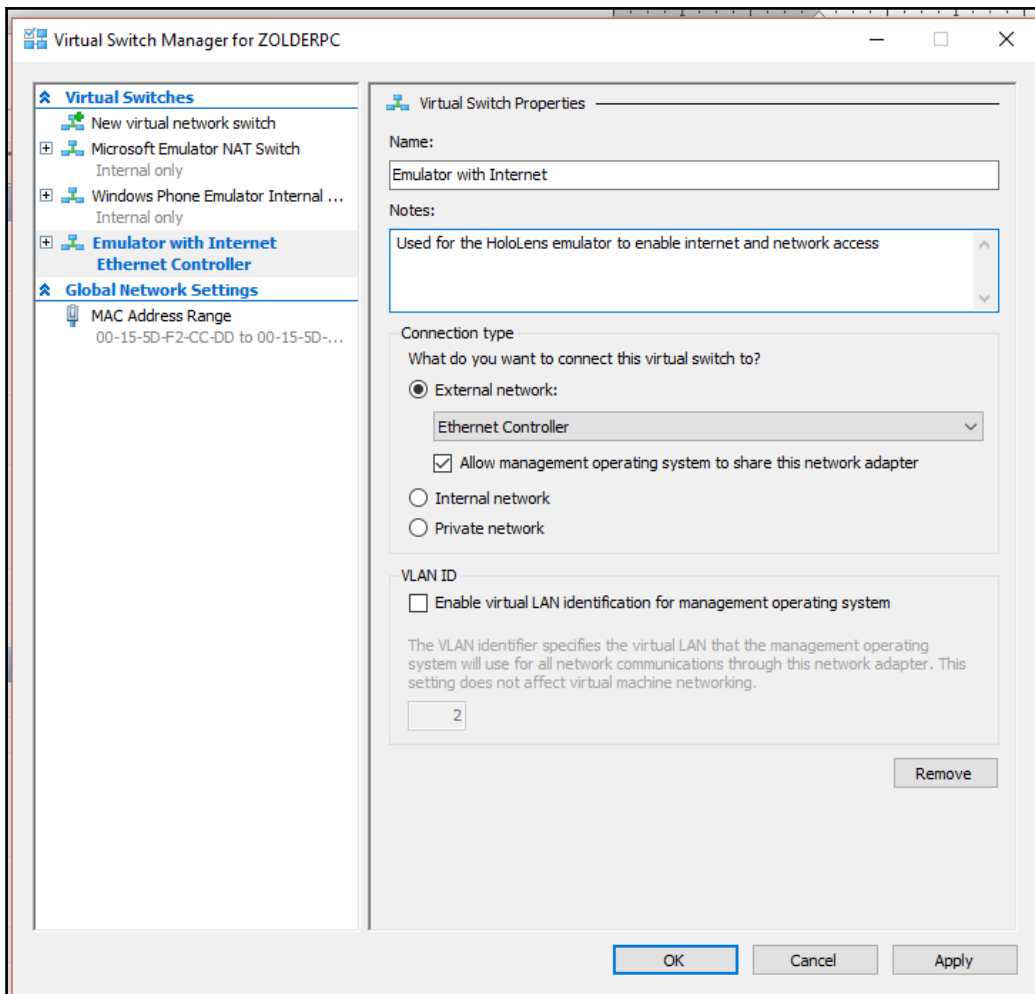 Virtual Switch Manager for ZOLDERPC
Virtual Switches
New virtual network switch
Microsoft Emulator NAT Switch
Internal only
Windows Phone Emulator Internal ...
Internal only
Emulator with Internet
Ethernet Controller
Global Network Settings
MAC Address Range
00-15-5D-F2-CC-DD to 00-15-5D-...
Virtual Switch Properties
Name:
Emulator with Internet
Notes:
Used for the HoloLens emulator to enable internet and network access
Connection type
What do you want to connect this virtual switch to?
External network:
Ethernet Controller
Allow management operating system to share this network adapter
Internal network
Private network
VLAN ID
Enable virtual LAN identification for management operating system
The VLAN identifier specifies the virtual LAN that the management operating
system will use for all network communications through this network adapter. This
setting does not affect virtual machine networking.
2
Remove
OK
Cancel
Apply